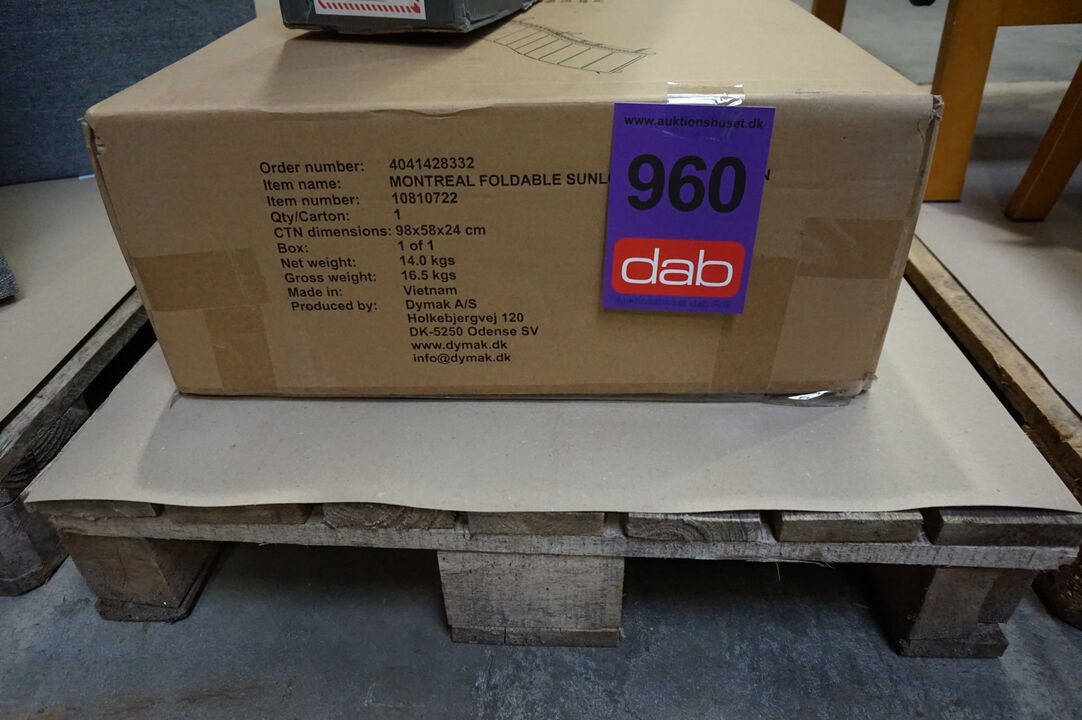 Order number: 4041428332
Item name: MONTREAL FOLDABLE SUNL
Item number: 10810722
Qty/Carton: 1
CTN dimensions: 98x58x24 cm
Box: 1 of 1
Net weight: 14.0 kgs
Gross weight: 16.5 kgs
Made in: Vietnam
Produced by: Dymak A/S
Holkebjergvej 120
DK-5250 Odense SV
www.dymak.dk
info@dymak.dk
www.auktionshuset.dk
960
dab
Auktionshuset dab A/S